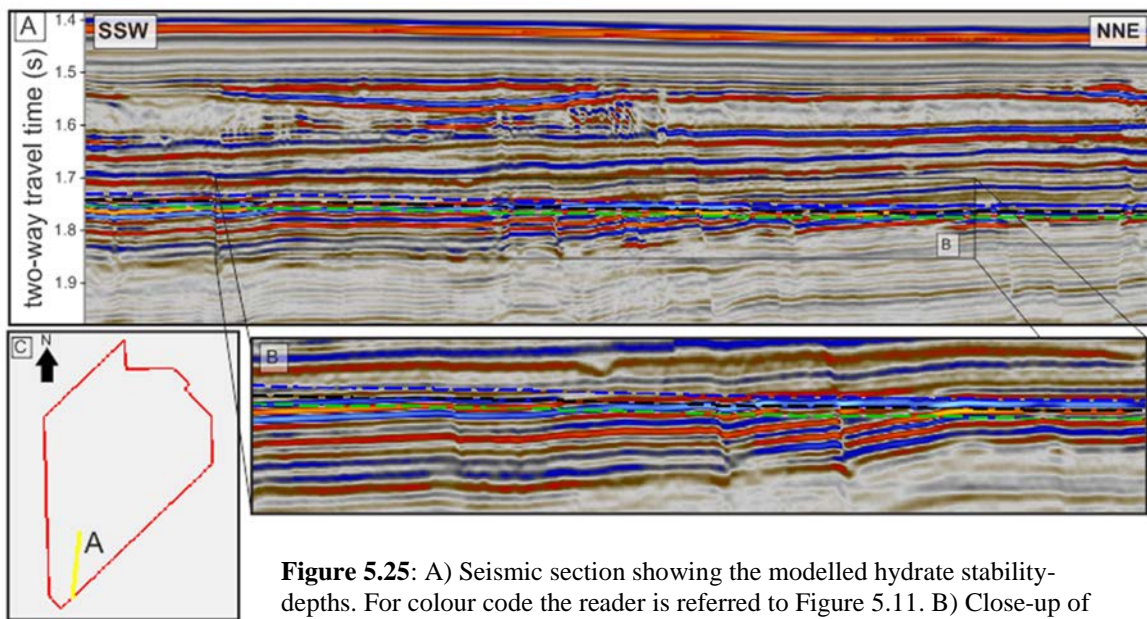 A
SSW
NNE
two-way travel time (s)
1.4
1.5
1.6
1.7
1.8
1.9
B
C
N
A
B
Figure 5.25: A) Seismic section showing the modelled hydrate stability-
depths. For colour code the reader is referred to Figure 5.11. B) Close-up of